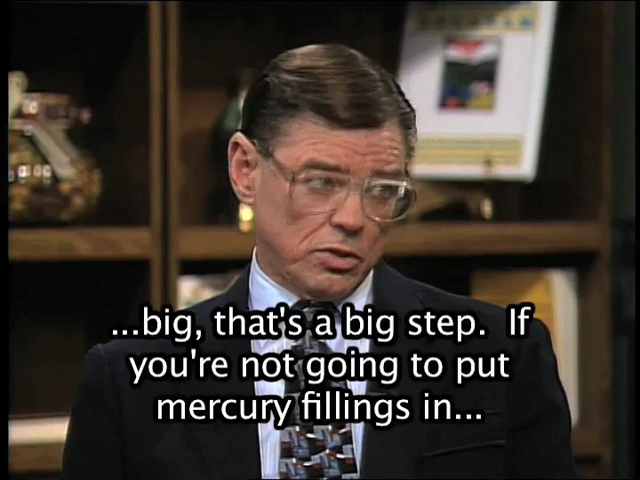 ...big, that's a big step.  If
you're not going to put
mercury fillings in...